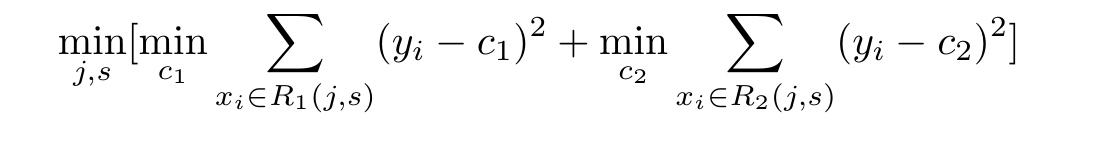 \min_{j,s}[\min_{c_1} \sum_{x_i \in R_1(j,s)} (y_i - c_1)^2 + \min_{c_2} \sum_{x_i \in R_2(j,s)} (y_i - c_2)^2]